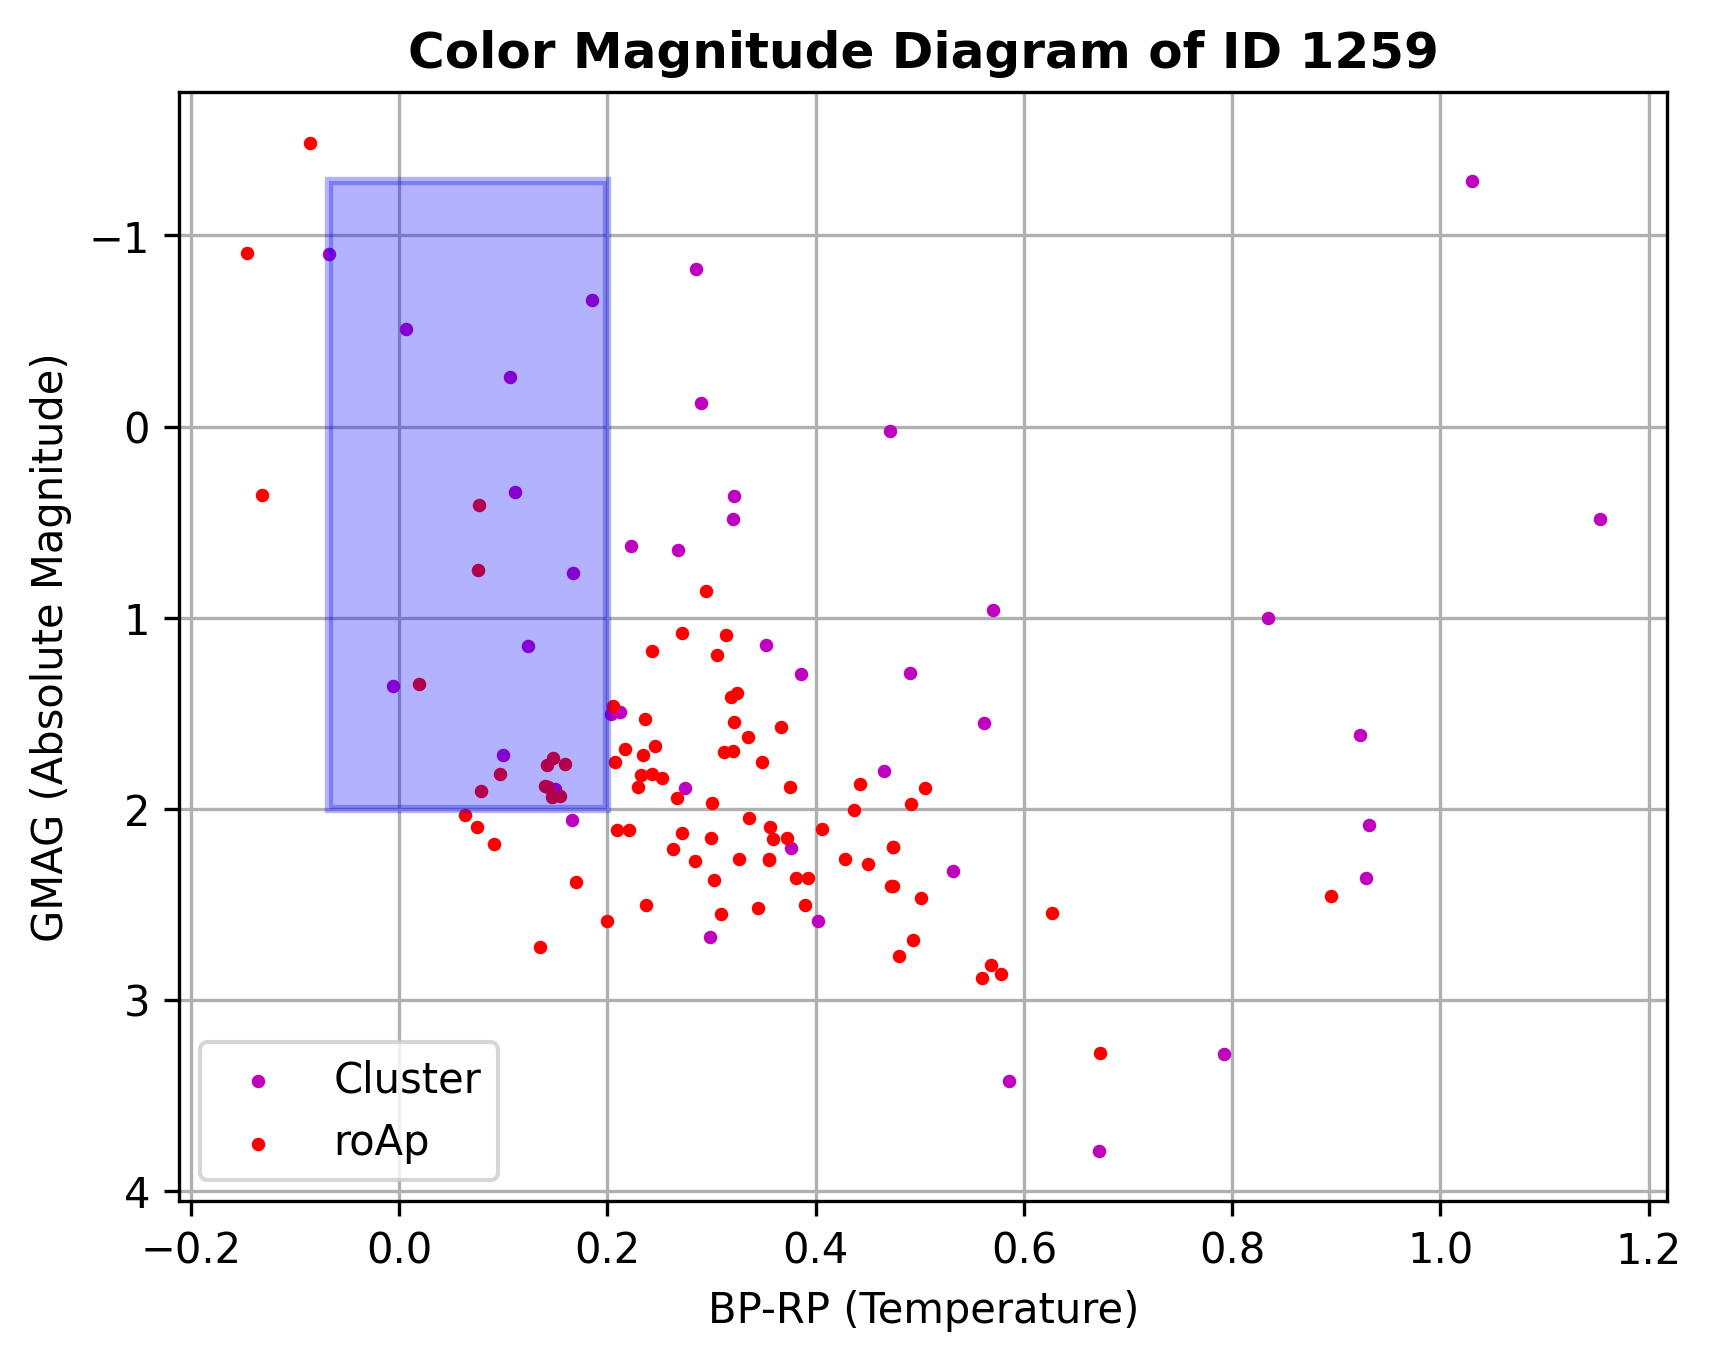 Color Magnitude Diagram of ID 1259
GMAG (Absolute Magnitude)
−1
0
1
2
3
4
Cluster
roAp
−0.2 0.0 0.2 0.4 0.6 0.8 1.0 1.2
BP-RP (Temperature)